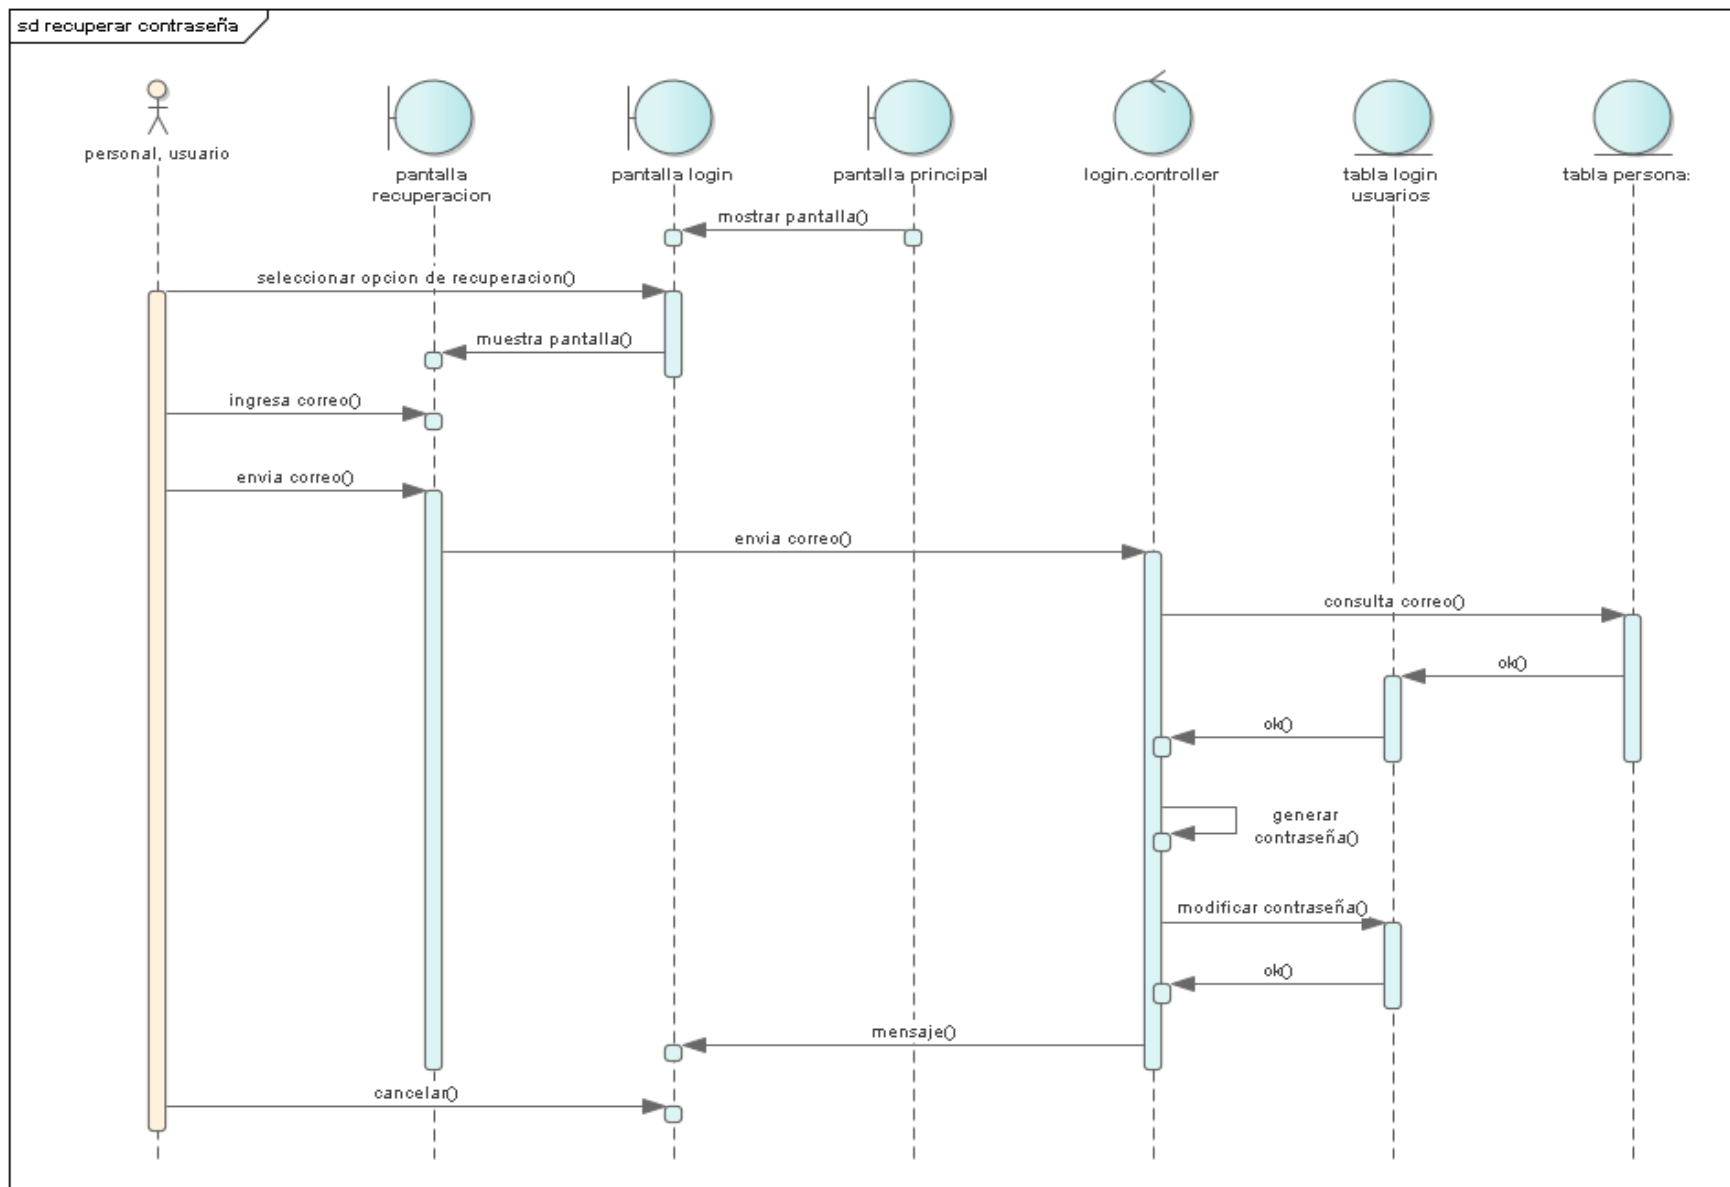 sd recuperar contraseña
personal, usuario
pantalla
recuperacion
pantalla login
pantalla principal
login.controller
tabla login
usuarios
tabla persona:
mostrar pantalla()
seleccionar opcion de recuperacion()
muestra pantalla()
ingresa correo()
envia correo()
envia correo()
consulta correo()
ok()
ok()
generar
contraseña()
modificar contraseña()
ok()
mensaje()
cancelar()